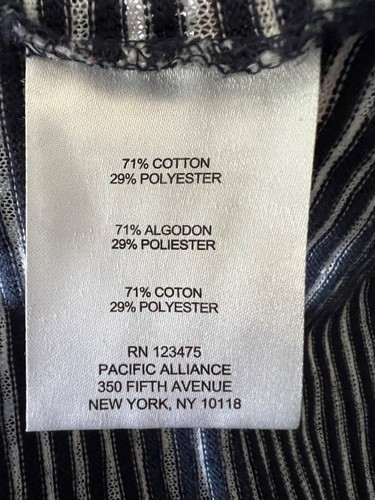 71% COTTON
29% POLYESTER
71% ALGODON
29% POLIESTER
71% COTON
29% POLYESTER
RN 123475
PACIFIC ALLIANCE
350 FIFTH AVENUE
NEW YORK, NY 10118